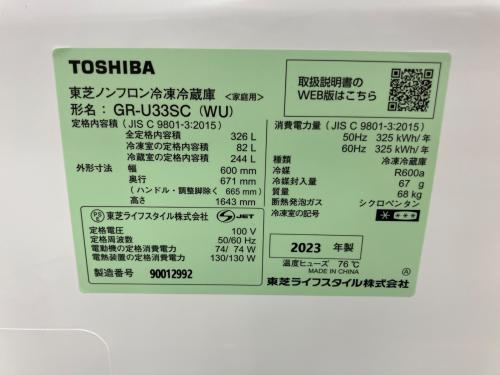 TOSHIBA
東芝ノンフロン冷凍冷蔵庫 <家庭用>
形名: GR-U33SC (WU)
定格内容積 (JIS C 9801-3:2015)
全定格内容積 326 L
冷凍室の定格内容積 82 L
冷蔵室の定格内容積 244 L
外形寸法 幅 600 mm
奥行 671 mm
(ハンドル・調整脚除く 665 mm)
高さ 1643 mm
PSE 東芝ライフスタイル株式会社 S-JET
定格電圧 100 V
定格周波数 50/60 Hz
電動機の定格消費電力 74/ 74 W
電熱装置の定格消費電力 130/130 W
製造番号 90012992
取扱説明書の
WEB版はこちら
消費電力量 (JIS C 9801-3:2015)
50Hz 325 kWh/年
60Hz 325 kWh/年
種類 冷凍冷蔵庫
冷媒 R600a
冷媒封入量 67 g
質量 68 kg
断熱発泡ガス シクロペンタン
冷凍室の記号 * ***
2023 年製
温度ヒューズ 76℃
MADE IN CHINA
A
東芝ライフスタイル株式会社